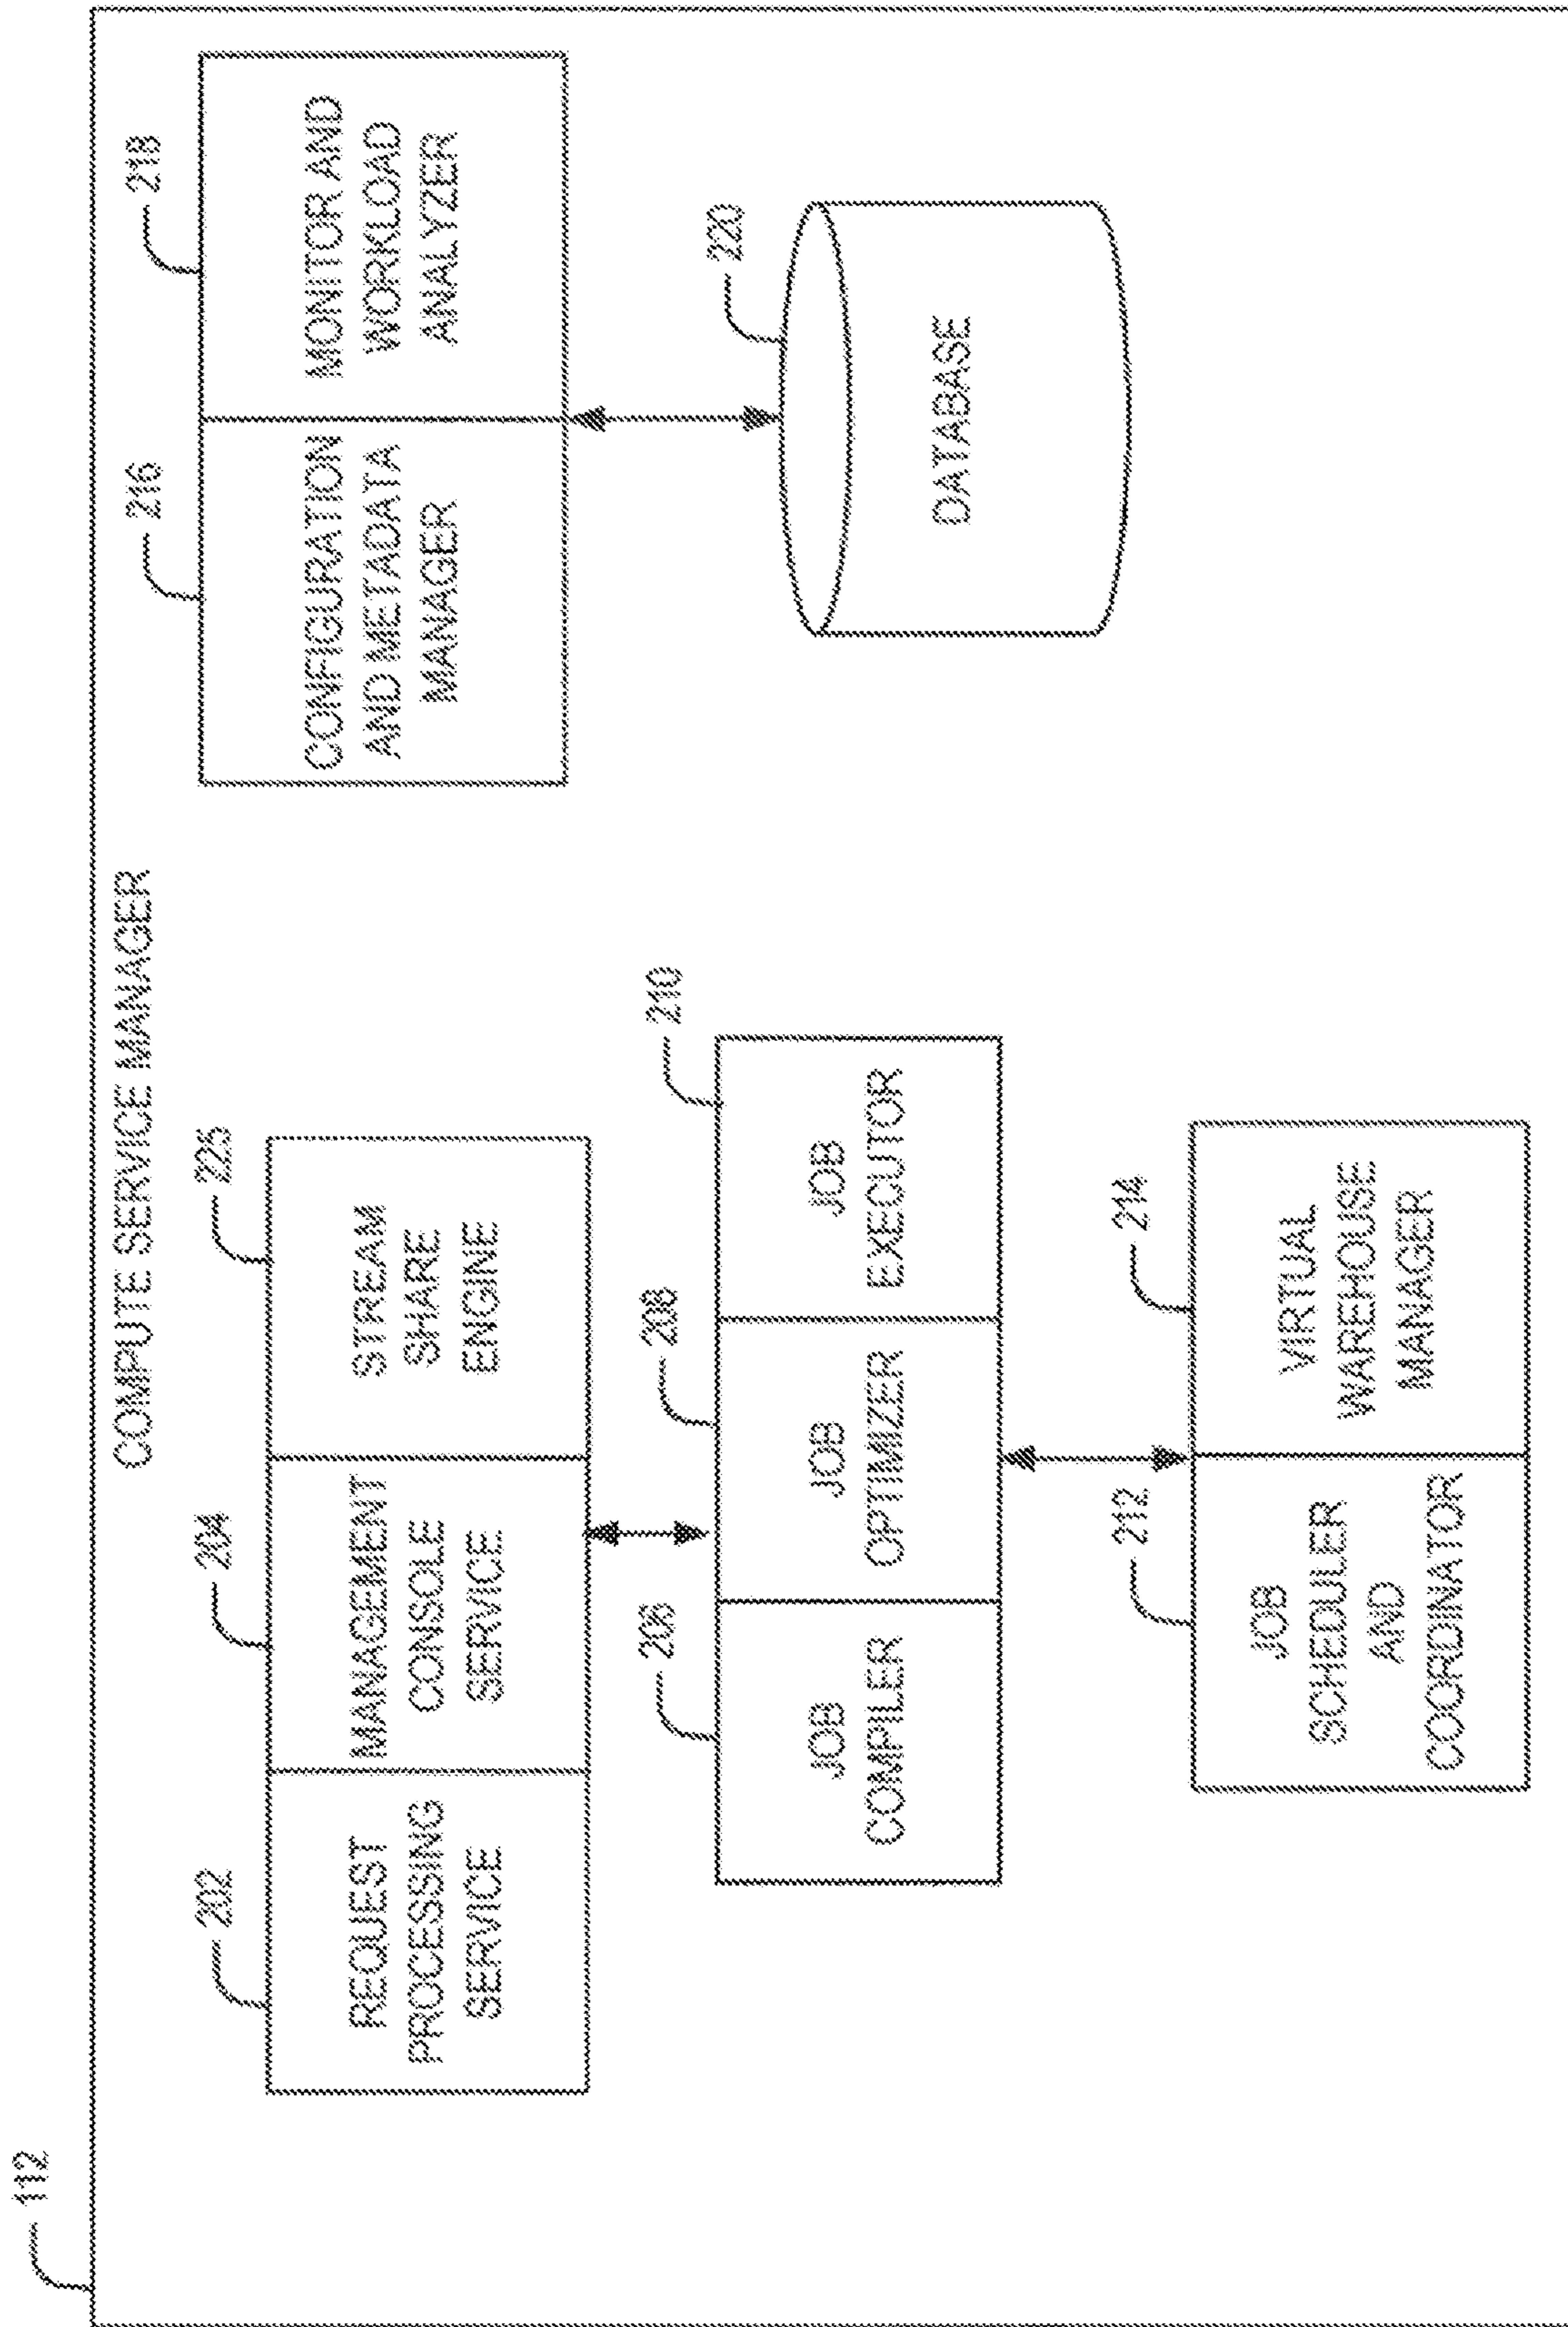 112
COMPUTE SERVICE MANAGER
202
REQUEST
PROCESSING
SERVICE
204
MANAGEMENT
CONSOLE
SERVICE
225
STREAM
SHARE
ENGINE
206
JOB
COMPILER
208
JOB
OPTIMIZER
210
JOB
EXECUTOR
212
JOB
SCHEDULER
AND
COORDINATOR
214
VIRTUAL
WAREHOUSE
MANAGER
216
CONFIGURATION
AND METADATA
MANAGER
218
MONITOR AND
WORKLOAD
ANALYZER
220
DATABASE